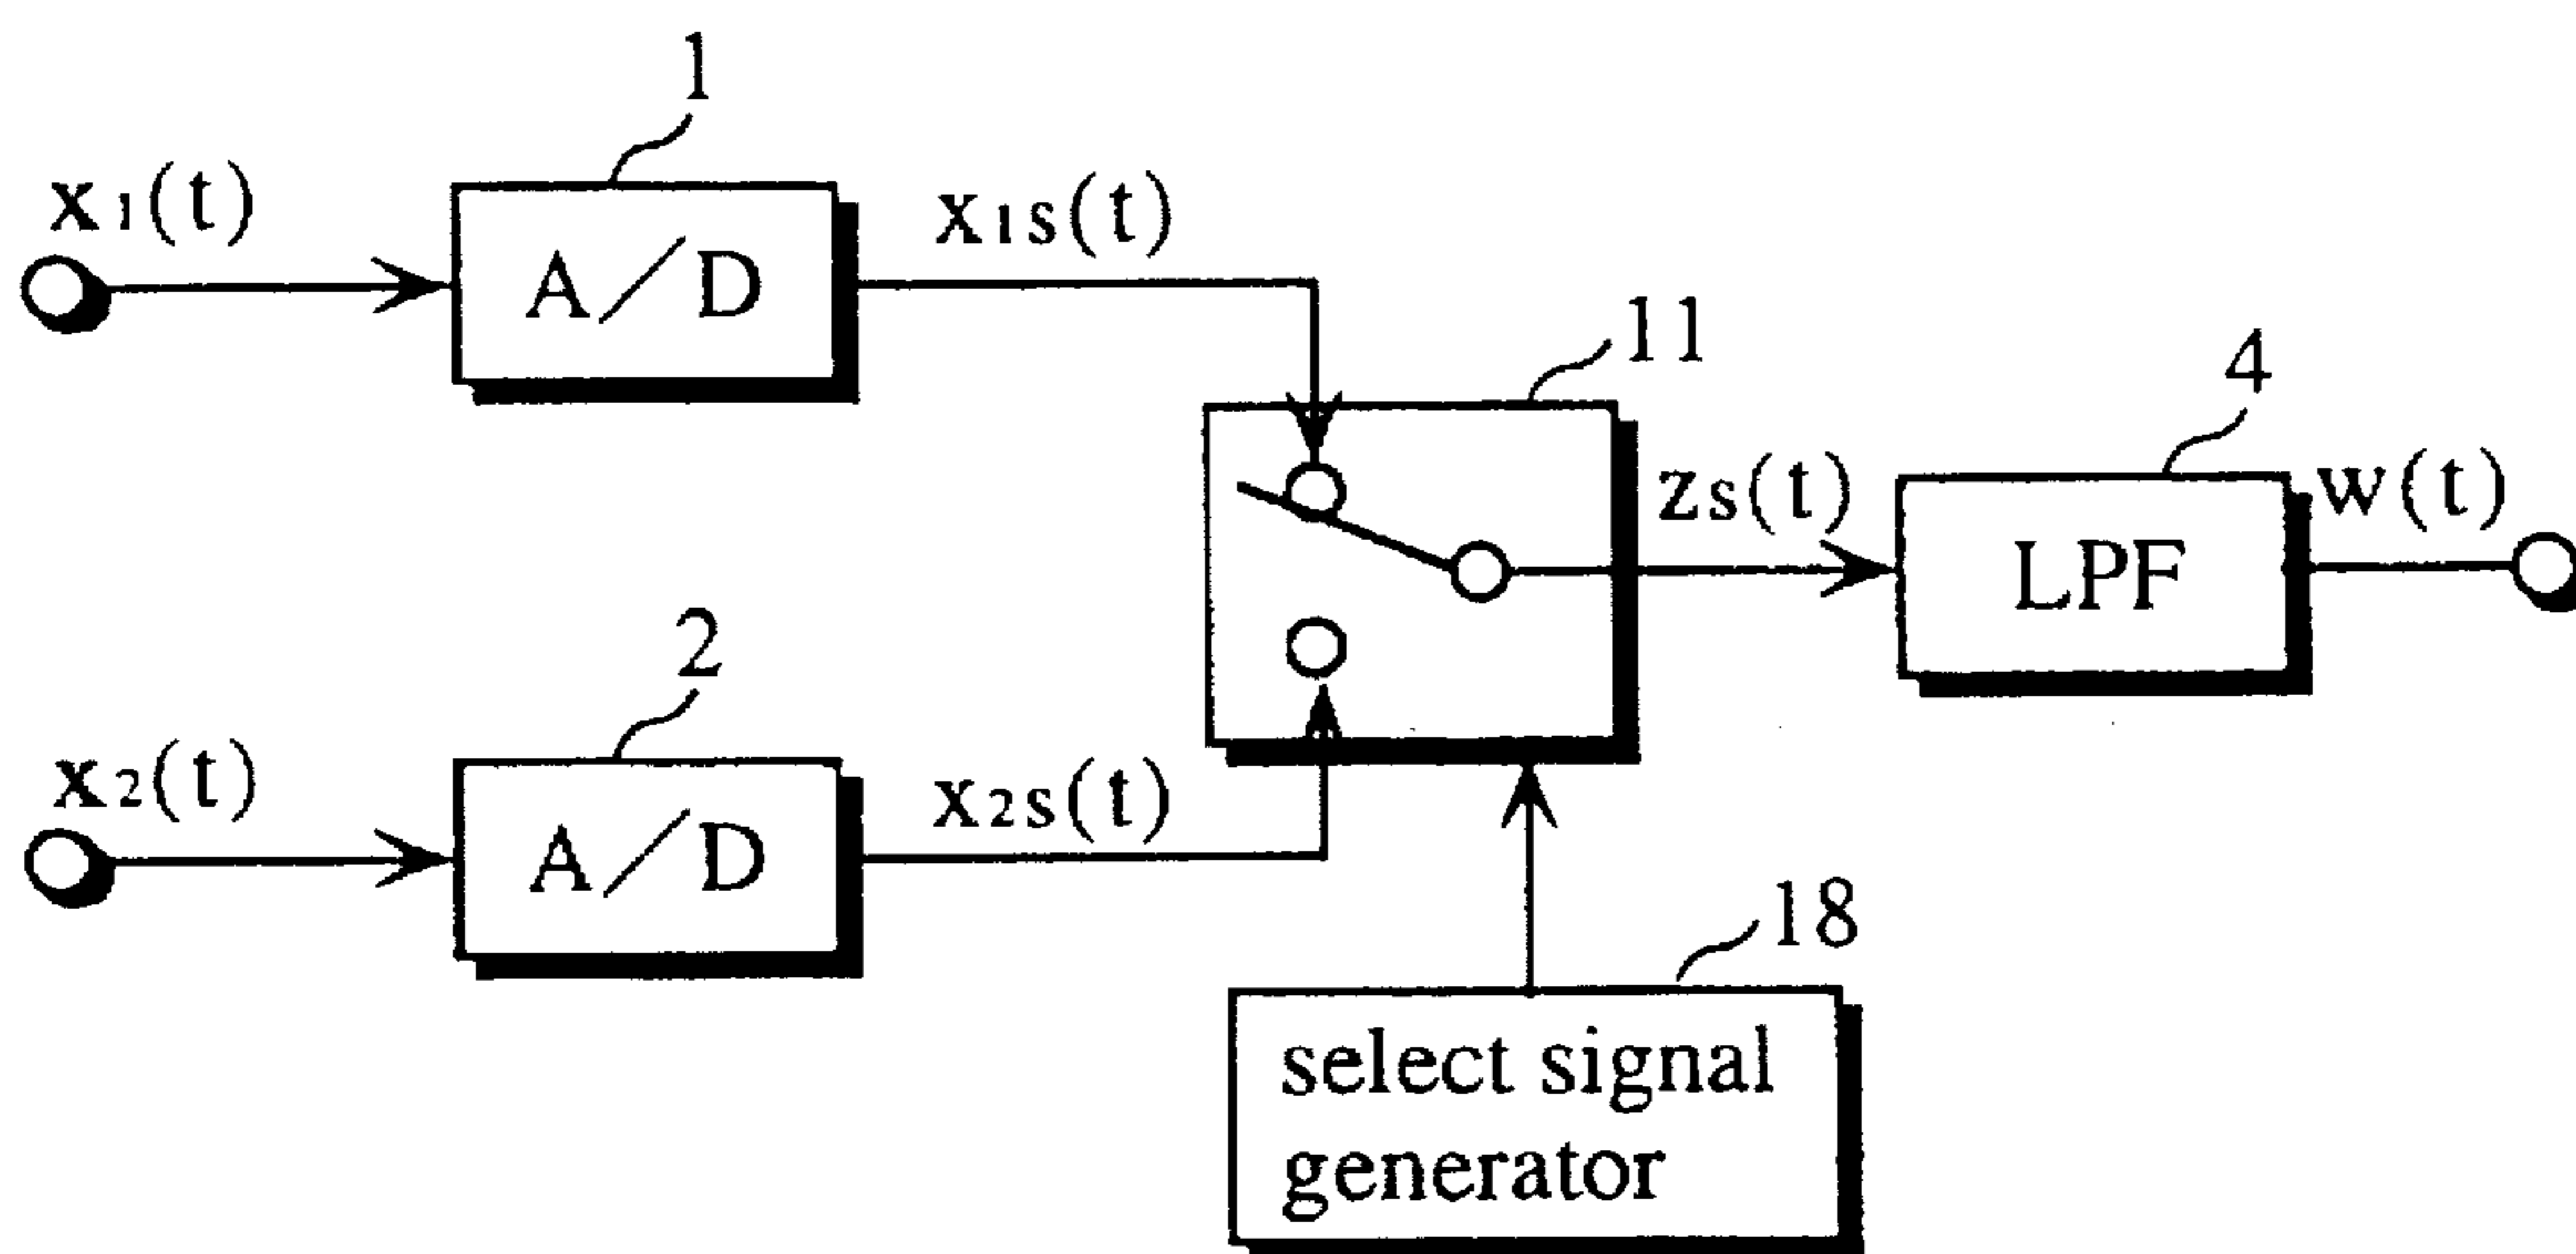 1
x₁(t)
A/D
x₁s(t)
11
4
zs(t)
w(t)
LPF
2
x₂(t)
A/D
x₂s(t)
18
select signal
generator